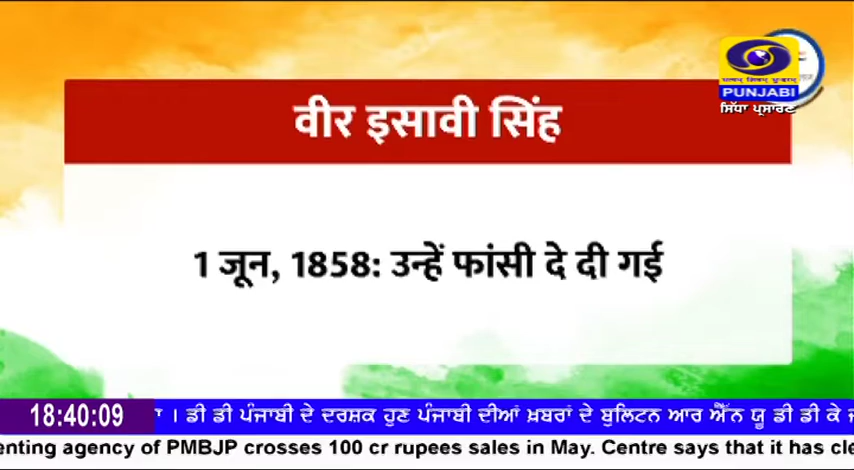 वीर इसावी सिंह
PUNJABI
ਸਿੱਧਾ ਪ੍ਰਸਾਰਣ
1 जून, 1858: उन्हें फांसी दे दी गई
18:40:09
। ਡੀ ਡੀ ਪੰਜਾਬੀ ਦੇ ਦਰਸ਼ਕ ਹੁਣ ਪੰਜਾਬੀ ਦੀਆਂ ਖ਼ਬਰਾਂ ਦੇ ਬੁਲਿਟਨ ਆਰ ਐੱਨ ਯੂ ਡੀ ਡੀ ਕੇ
enting agency of PMBJP crosses 100 cr rupees sales in May. Centre says that it has cle